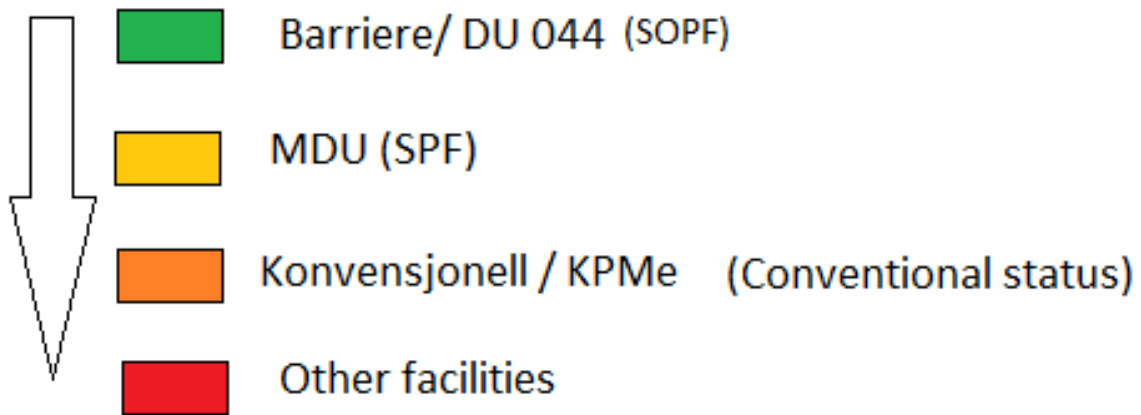 Barriere/ DU 044 (SOPF)
MDU (SPF)
Konvensjonell / KPMe (Conventional status)
Other facilities